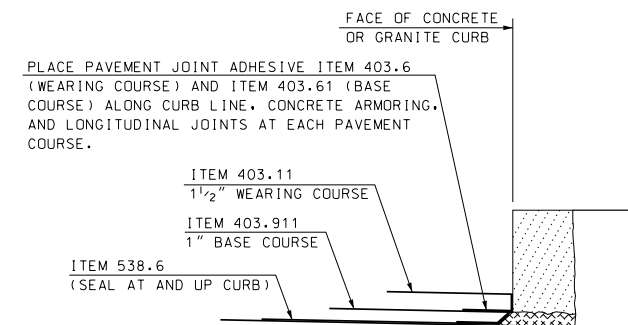 FACE OF CONCRETE
OR GRANITE CURB
PLACE PAVEMENT JOINT ADHESIVE ITEM 403.6
(WEARING COURSE) AND ITEM 403.61 (BASE
COURSE) ALONG CURB LINE, CONCRETE ARMORING,
AND LONGITUDINAL JOINTS AT EACH PAVEMENT
COURSE.
ITEM 403.11
1 1/2" WEARING COURSE
ITEM 403.911
1" BASE COURSE
ITEM 538.6
(SEAL AT AND UP CURB)